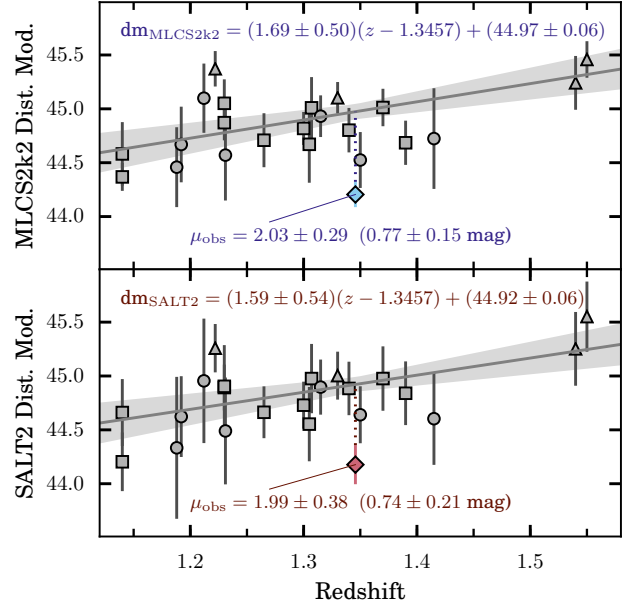 dm_MLCS2k2 = (1.69 ± 0.50)(z − 1.3457) + (44.97 ± 0.06)
45.5
45.0
44.5
44.0
MLCS2k2 Dist. Mod.
μ_obs = 2.03 ± 0.29 (0.77 ± 0.15 mag)
dm_SALT2 = (1.59 ± 0.54)(z − 1.3457) + (44.92 ± 0.06)
45.5
45.0
44.5
44.0
SALT2 Dist. Mod.
μ_obs = 1.99 ± 0.38 (0.74 ± 0.21 mag)
1.2 1.3 1.4 1.5
Redshift